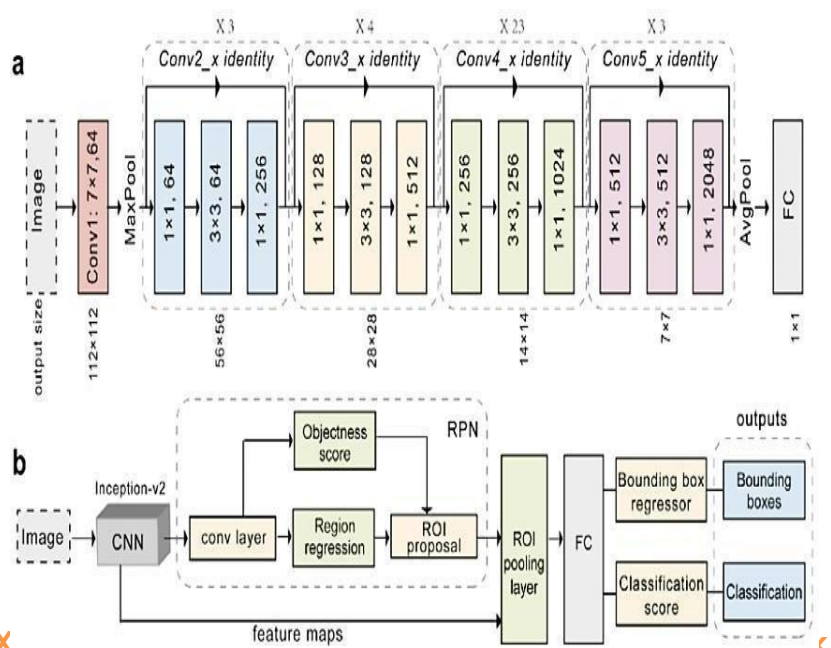 X 3
X 4
X 23
X 3
a
Conv2_x identity
Conv3_x identity
Conv4_x identity
Conv5_x identity
Image
Conv1: 7×7,64
MaxPool
1×1, 64
3×3, 64
1×1, 256
1×1, 128
3×3, 128
1×1, 512
1×1, 256
3×3, 256
1×1, 1024
1×1, 512
3×3, 512
1×1, 2048
AvgPool
FC
output size
112×112
56×56
28×28
14×14
7×7
1×1
b
RPN
outputs
Inception-v2
Image
CNN
conv layer
Objectness
score
Region
regression
ROI
proposal
ROI
pooling
layer
FC
Bounding box
regressor
Bounding
boxes
Classification
score
Classification
feature maps